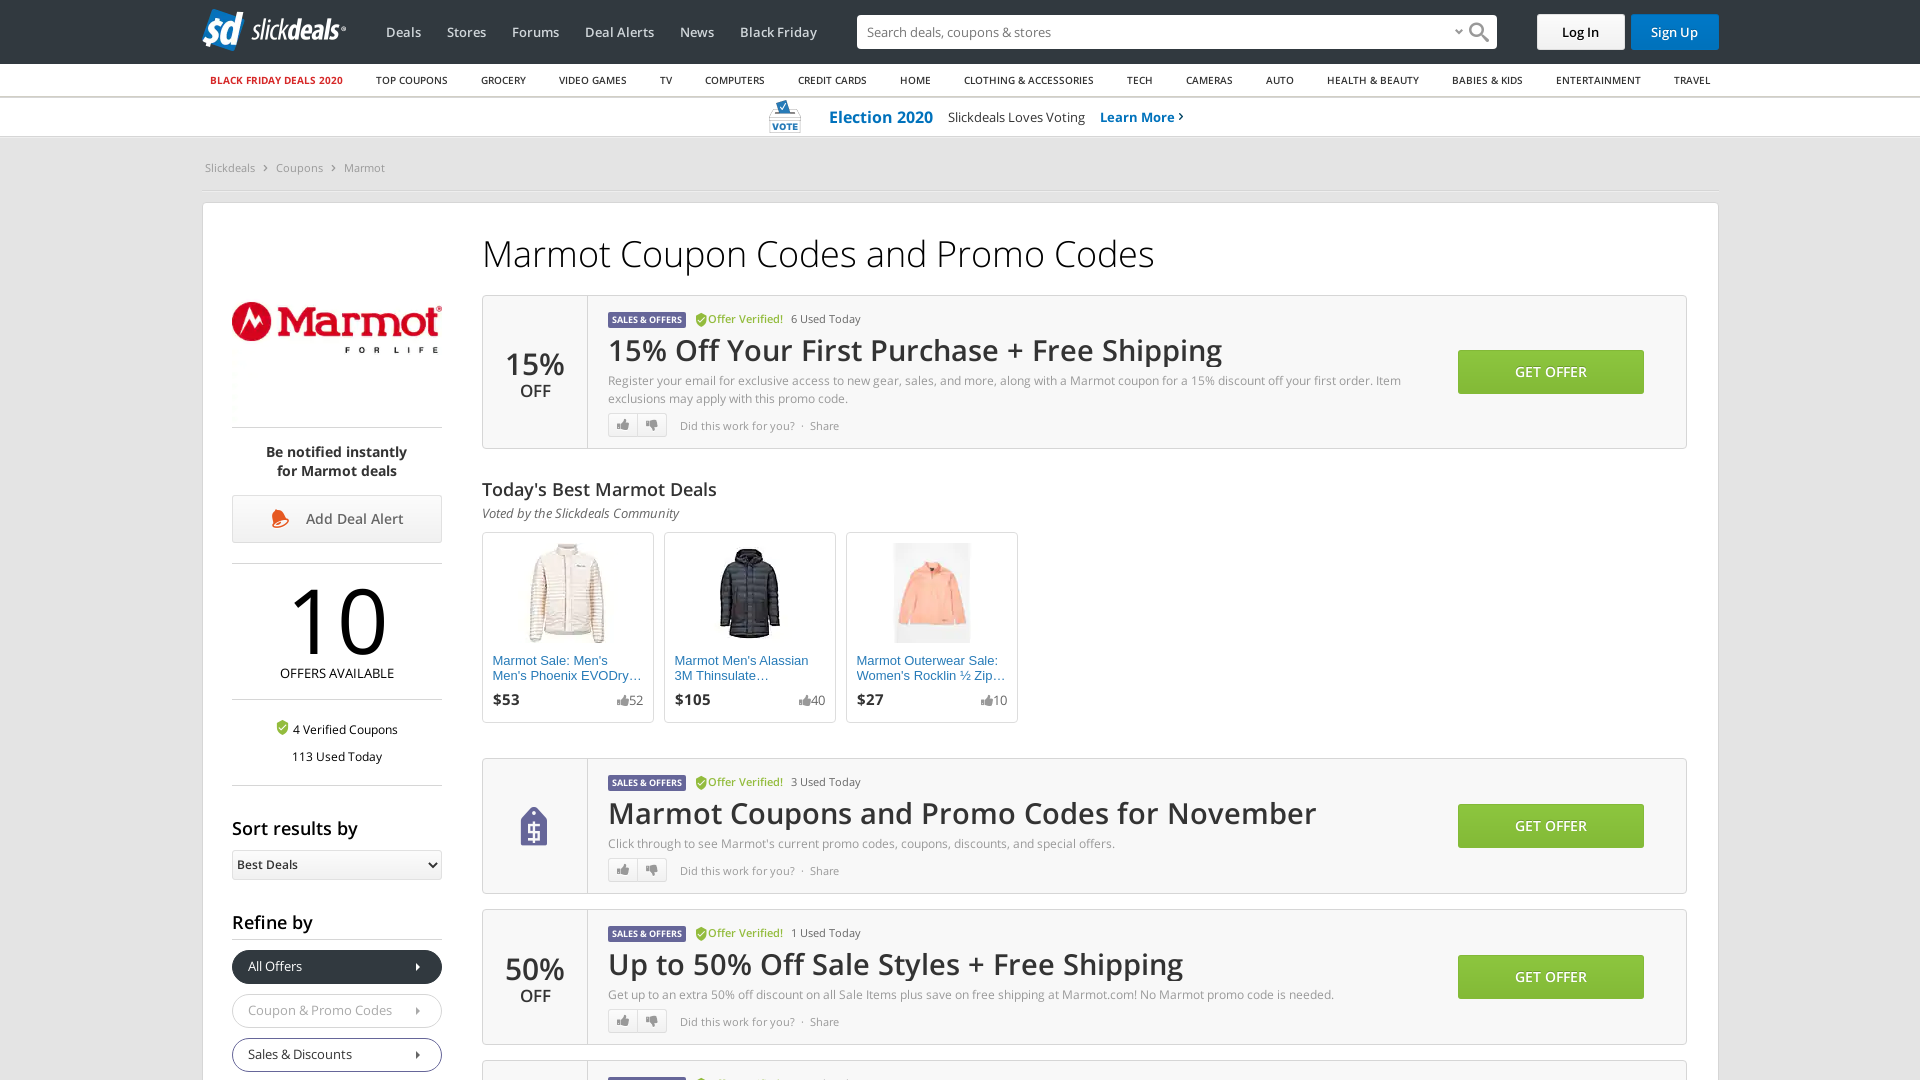 slickdeals
Deals
Stores
Forums
Deal Alerts
News
Black Friday
Search deals, coupons & stores
Log In
Sign Up
BLACK FRIDAY DEALS 2020
TOP COUPONS
GROCERY
VIDEO GAMES
TV
COMPUTERS
CREDIT CARDS
HOME
CLOTHING & ACCESSORIES
TECH
CAMERAS
AUTO
HEALTH & BEAUTY
BABIES & KIDS
ENTERTAINMENT
TRAVEL
VOTE
Election 2020
Slickdeals Loves Voting
Learn More
Slickdeals
Coupons
Marmot
Marmot®
FOR LIFE
Be notified instantly
for Marmot deals
Add Deal Alert
10
OFFERS AVAILABLE
4 Verified Coupons
113 Used Today
Sort results by
Best Deals
Refine by
All Offers
Coupon & Promo Codes
Sales & Discounts
Marmot Coupon Codes and Promo Codes
15%
OFF
SALES & OFFERS
Offer Verified!
6 Used Today
15% Off Your First Purchase + Free Shipping
Register your email for exclusive access to new gear, sales, and more, along with a Marmot coupon for a 15% discount off your first order. Item
exclusions may apply with this promo code.
Did this work for you? · Share
GET OFFER
Today's Best Marmot Deals
Voted by the Slickdeals Community
Marmot Sale: Men's
Men's Phoenix EVODry…
$53
52
Marmot Men's Alassian
3M Thinsulate…
$105
40
Marmot Outerwear Sale:
Women's Rocklin ½ Zip…
$27
10
SALES & OFFERS
Offer Verified!
3 Used Today
Marmot Coupons and Promo Codes for November
Click through to see Marmot's current promo codes, coupons, discounts, and special offers.
Did this work for you? · Share
GET OFFER
50%
OFF
SALES & OFFERS
Offer Verified!
1 Used Today
Up to 50% Off Sale Styles + Free Shipping
Get up to an extra 50% off discount on all Sale Items plus save on free shipping at Marmot.com! No Marmot promo code is needed.
Did this work for you? · Share
GET OFFER